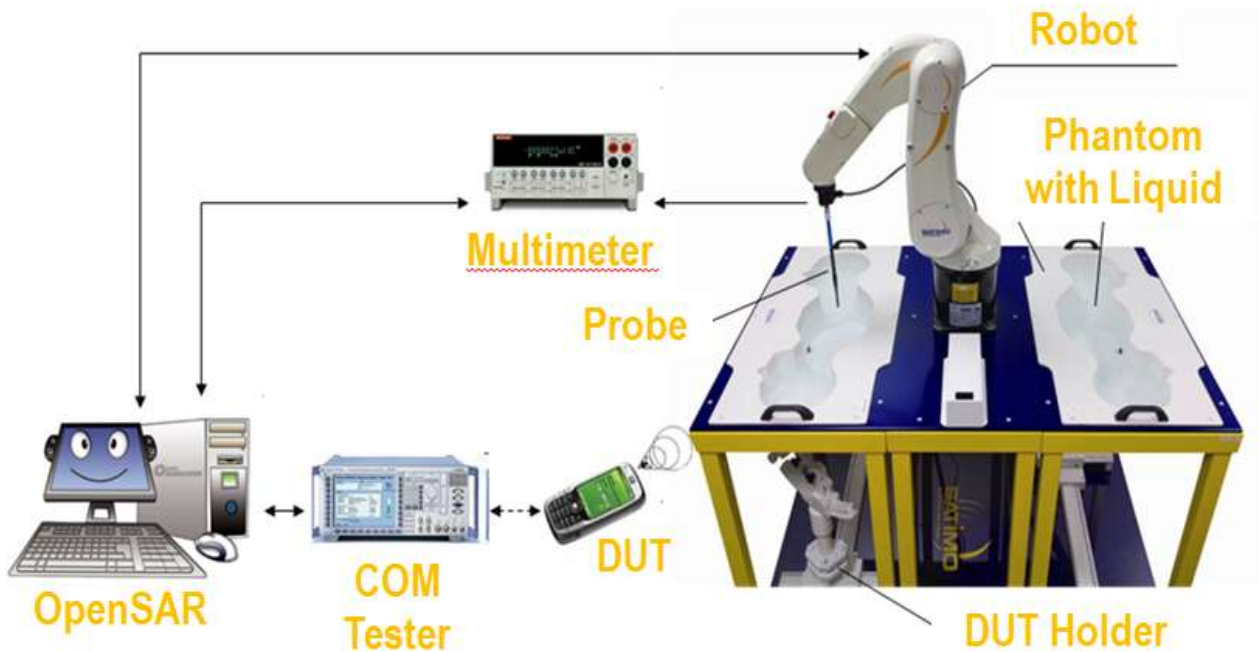 Robot
Phantom
with Liquid
Multimeter
Probe
OpenSAR
COM
Tester
DUT
DUT Holder
SATIMO